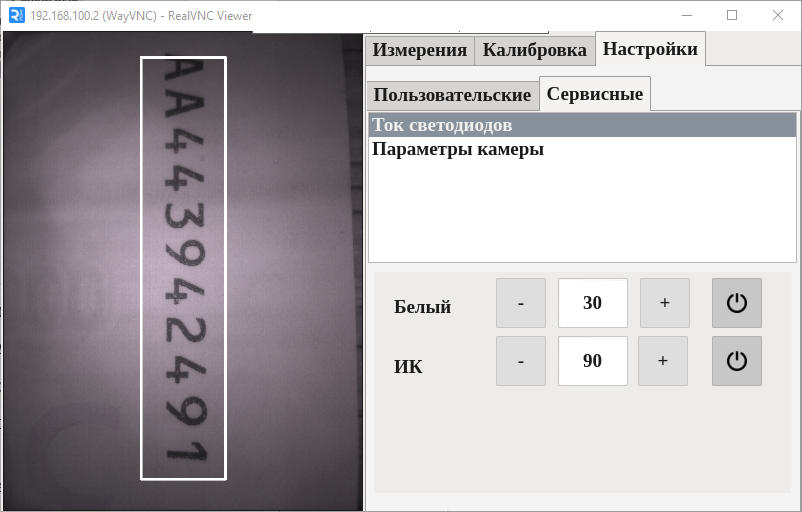 192.168.100.2 (WayVNC) - RealVNC Viewer
AA443942491
Измерения Калибровка Настройки
Пользовательские Сервисные
Ток светодиодов
Параметры камеры
Белый - 30 +
ИК - 90 +